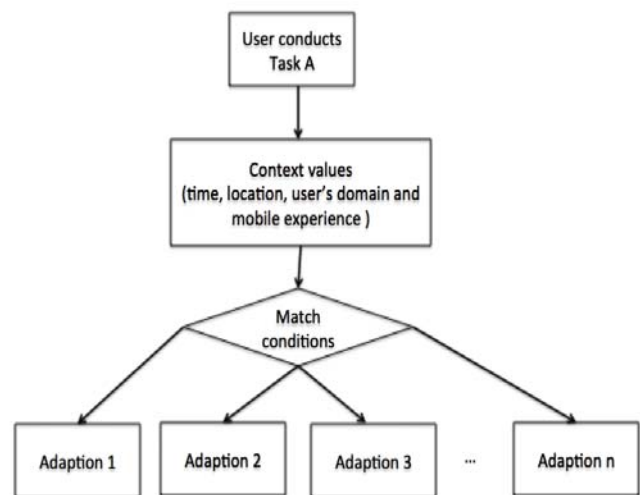 User conducts
Task A
Context values
(time, location, user's domain and
mobile experience )
Match
conditions
Adaption 1
Adaption 2
Adaption 3
...
Adaption n